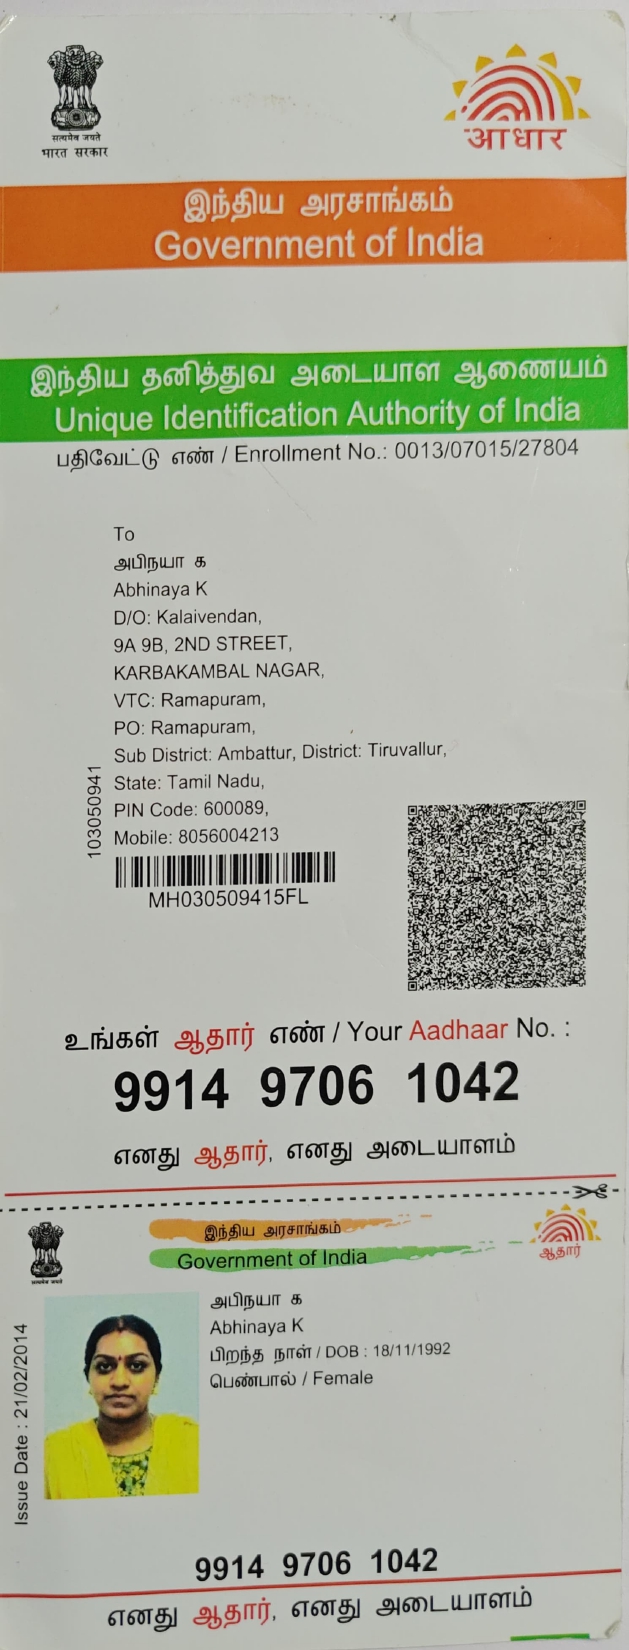 सत्यमेव जयते
भारत सरकार
आधार
இந்திய அரசாங்கம்
Government of India
இந்திய தனித்துவ அடையாள ஆணையம்
Unique Identification Authority of India
பதிவேட்டு எண் / Enrollment No.: 0013/07015/27804
To
அபிநயா க
Abhinaya K
D/O: Kalaivendan,
9A 9B, 2ND STREET,
KARBAKAMBAL NAGAR,
VTC: Ramapuram,
PO: Ramapuram,
Sub District: Ambattur, District: Tiruvallur,
State: Tamil Nadu,
PIN Code: 600089,
Mobile: 8056004213
103050941
MH030509415FL
உங்கள் ஆதார் எண் / Your Aadhaar No. :
9914 9706 1042
எனது ஆதார், எனது அடையாளம்
இந்திய அரசாங்கம்
Government of India
ஆதார்
அபிநயா க
Abhinaya K
பிறந்த நாள் / DOB : 18/11/1992
பெண்பால் / Female
Issue Date : 21/02/2014
9914 9706 1042
எனது ஆதார், எனது அடையாளம்